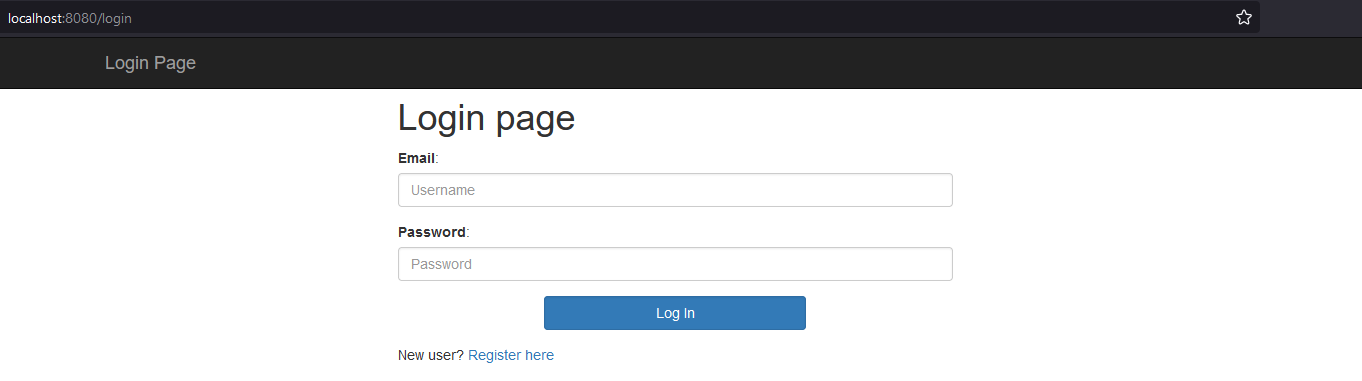 localhost:8080/login
Login Page
Login page
Email:
Username
Password:
Password
Log In
New user? Register here